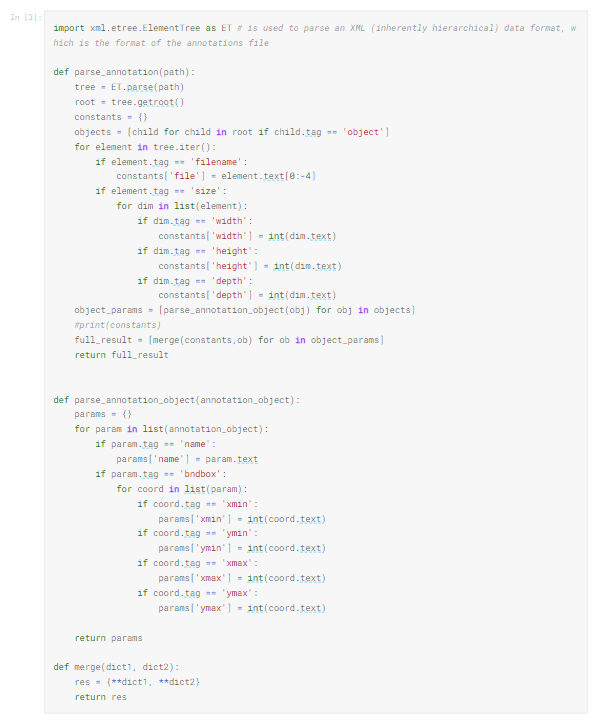 In [3]:
import xml.etree.ElementTree as ET # is used to parse an XML (inherently hierarchical) data format, w
hich is the format of the annotations file

def parse_annotation(path):
    tree = ET.parse(path)
    root = tree.getroot()
    constants = {}
    objects = [child for child in root if child.tag == 'object']
    for element in tree.iter():
        if element.tag == 'filename':
            constants['file'] = element.text[0:-4]
        if element.tag == 'size':
            for dim in list(element):
                if dim.tag == 'width':
                    constants['width'] = int(dim.text)
                if dim.tag == 'height':
                    constants['height'] = int(dim.text)
                if dim.tag == 'depth':
                    constants['depth'] = int(dim.text)
    object_params = [parse_annotation_object(obj) for obj in objects]
    #print(constants)
    full_result = [merge(constants,ob) for ob in object_params]
    return full_result


def parse_annotation_object(annotation_object):
    params = {}
    for param in list(annotation_object):
        if param.tag == 'name':
            params['name'] = param.text
        if param.tag == 'bndbox':
            for coord in list(param):
                if coord.tag == 'xmin':
                    params['xmin'] = int(coord.text)
                if coord.tag == 'ymin':
                    params['ymin'] = int(coord.text)
                if coord.tag == 'xmax':
                    params['xmax'] = int(coord.text)
                if coord.tag == 'ymax':
                    params['ymax'] = int(coord.text)

    return params

def merge(dict1, dict2):
    res = {**dict1, **dict2}
    return res